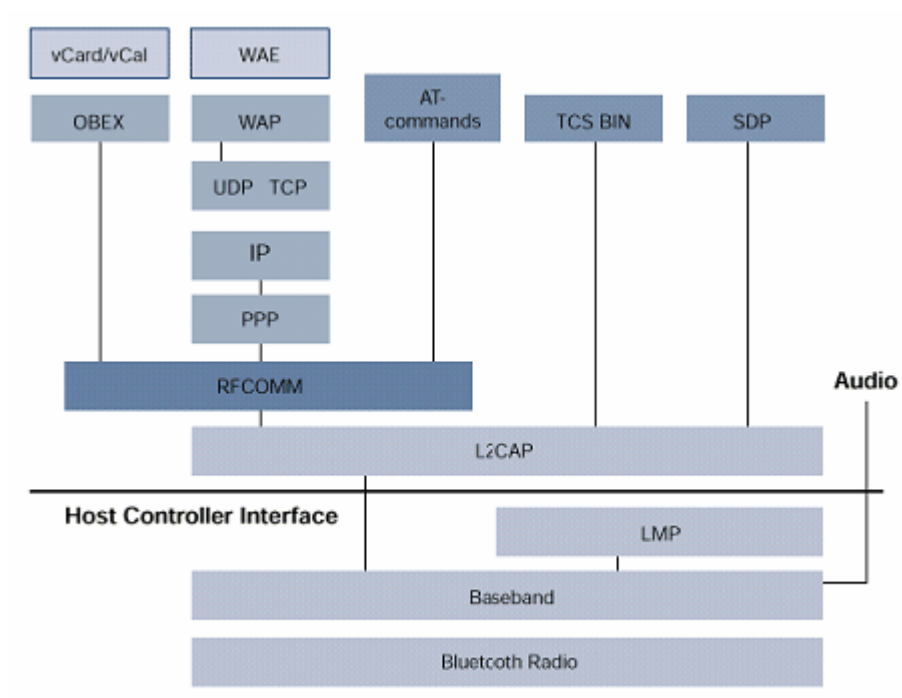 vCard/vCal
WAE
OBEX
WAP
AT-
commands
TCS BIN
SDP
UDP TCP
IP
PPP
RFCOMM
Audio
L2CAP
Host Controller Interface
LMP
Baseband
Bluetcoth Radio